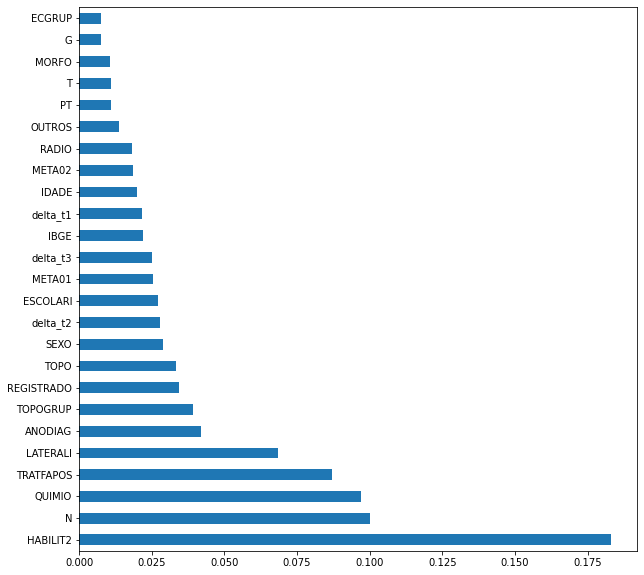 ECGRUP
G
MORFO
T
PT
OUTROS
RADIO
META02
IDADE
delta_t1
IBGE
delta_t3
META01
ESCOLARI
delta_t2
SEXO
TOPO
REGISTRADO
TOPOGRUP
ANODIAG
LATERALI
TRATFAPOS
QUIMIO
N
HABILIT2
0.000 0.025 0.050 0.075 0.100 0.125 0.150 0.175